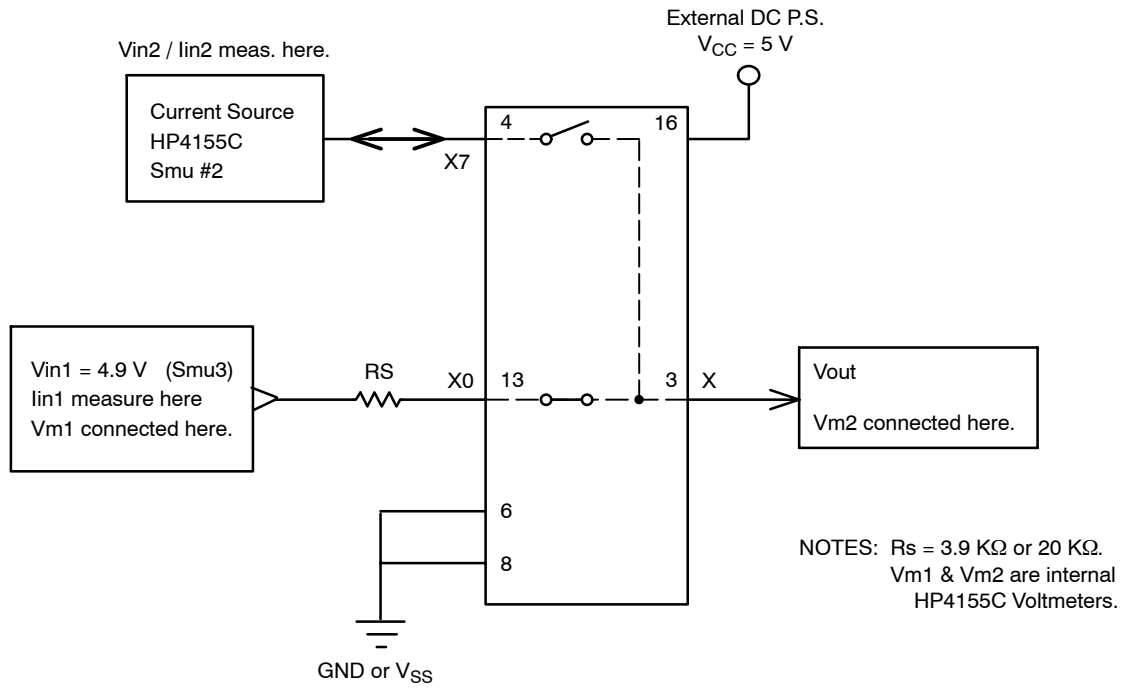 External DC P.S.
VCC = 5 V
Vin2 / Iin2 meas. here.
Current Source
HP4155C
Smu #2
4
16
X7
Vin1 = 4.9 V (Smu3)
Iin1 measure here
Vm1 connected here.
RS
X0
13
3
X
Vout
Vm2 connected here.
6
8
GND or VSS
NOTES: Rs = 3.9 KΩ or 20 KΩ.
Vm1 & Vm2 are internal
HP4155C Voltmeters.